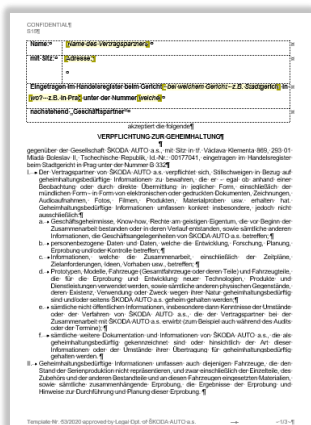 CONFIDENTIAL¶
Name:¤ [Name des Vertragspartners]¤
mit Sitz:¤ [Adresse]¶
¤
Eingetragen im Handelsregister beim Gericht [- bei welchem Gericht - z.B. Stadtgericht] in
[wo? - z.B. in Prag] unter der Nummer [welche]¤
nachstehend „Geschäftspartner"¤
akzeptiert die folgende¶
VERPFLICHTUNG ZUR GEHEIMHALTUNG¶
¶
gegenüber der Gesellschaft ŠKODA AUTO a.s., mit Sitz in tř. Václava Klementa 869, 293 01
Mladá Boleslav II, Tschechische Republik, Id.-Nr.: 00177041, eingetragen im Handelsregister
beim Stadtgericht in Prag unter der Nummer B 332¶
I. Der Vertragspartner von ŠKODA AUTO a.s. verpflichtet sich, Stillschweigen in Bezug auf
geheimhaltungsbedürftige Informationen zu bewahren, die er – egal ob anhand einer
Beobachtung oder durch direkte Übermittlung in jeglicher Form, einschließlich der
mündlichen Form – in Form von elektronischen oder gedruckten Dokumenten, Zeichnungen,
Audioaufnahmen, Fotos, Filmen, Produkten, Materialproben usw. erhalten hat.
Geheimhaltungsbedürftige Informationen umfassen konkret insbesondere, jedoch nicht
ausschließlich:¶
a. Geschäftsgeheimnisse, Know-how, Rechte am geistigen Eigentum, die vor Beginn der
Zusammenarbeit bestanden oder in deren Verlauf entstanden, sowie sämtliche anderen
Informationen, die Geschäftsangelegenheiten von ŠKODA AUTO a.s. betreffen;¶
b. personenbezogene Daten und Daten, welche die Entwicklung, Forschung, Planung,
Erprobung und/oder Kontrolle betreffen;¶
c. Informationen, welche die Zusammenarbeit, einschließlich der Zeitpläne,
Zielanforderungen, Ideen, Vorhaben usw., betreffen;¶
d. Prototypen, Modelle, Fahrzeuge (Gesamtfahrzeuge oder deren Teile) und Fahrzeugteile,
die für die Erprobung und Entwicklung neuer Technologien, Produkte und
Dienstleistungen verwendet werden, sowie sämtliche anderen physischen Gegenstände,
deren Existenz, Verwendung oder Zweck wegen ihrer Natur geheimhaltungsbedürftig
sind und/oder seitens ŠKODA AUTO a.s. geheim gehalten werden;¶
e. sämtliche nicht öffentlichen Informationen, insbesondere dann Kenntnisse der Umstände
oder der Verfahren von ŠKODA AUTO a.s., die der Vertragspartner bei der
Zusammenarbeit mit ŠKODA AUTO a.s. erwirbt (zum Beispiel auch während des Audits
oder der Termine);¶
f. sämtliche weitere Dokumentation und Informationen von ŠKODA AUTO a.s., die als
geheimhaltungsbedürftig gekennzeichnet sind oder hinsichtlich der Art dieser
Informationen oder der Umstände ihrer Übertragung für geheimhaltungsbedürftig
gehalten werden.¶
II. Geheimhaltungsbedürftige Informationen umfassen auch diejenigen Fahrzeuge, die den
Stand der Serienproduktion nicht repräsentieren, und zwar einschließlich der Einzelteile, des
Zubehörs und der anderen Bestandteile und an diesen Fahrzeugen eingesetzten Materialien,
sowie sämtliche zusammenhängende Erprobung, die Ergebnisse der Erprobung und
Hinweise zur Durchführung und Planung dieser Erprobung.¶
Template-Nr. 53/2020 approved by Legal Dpt. of ŠKODA AUTO a.s. → –1/3–¶